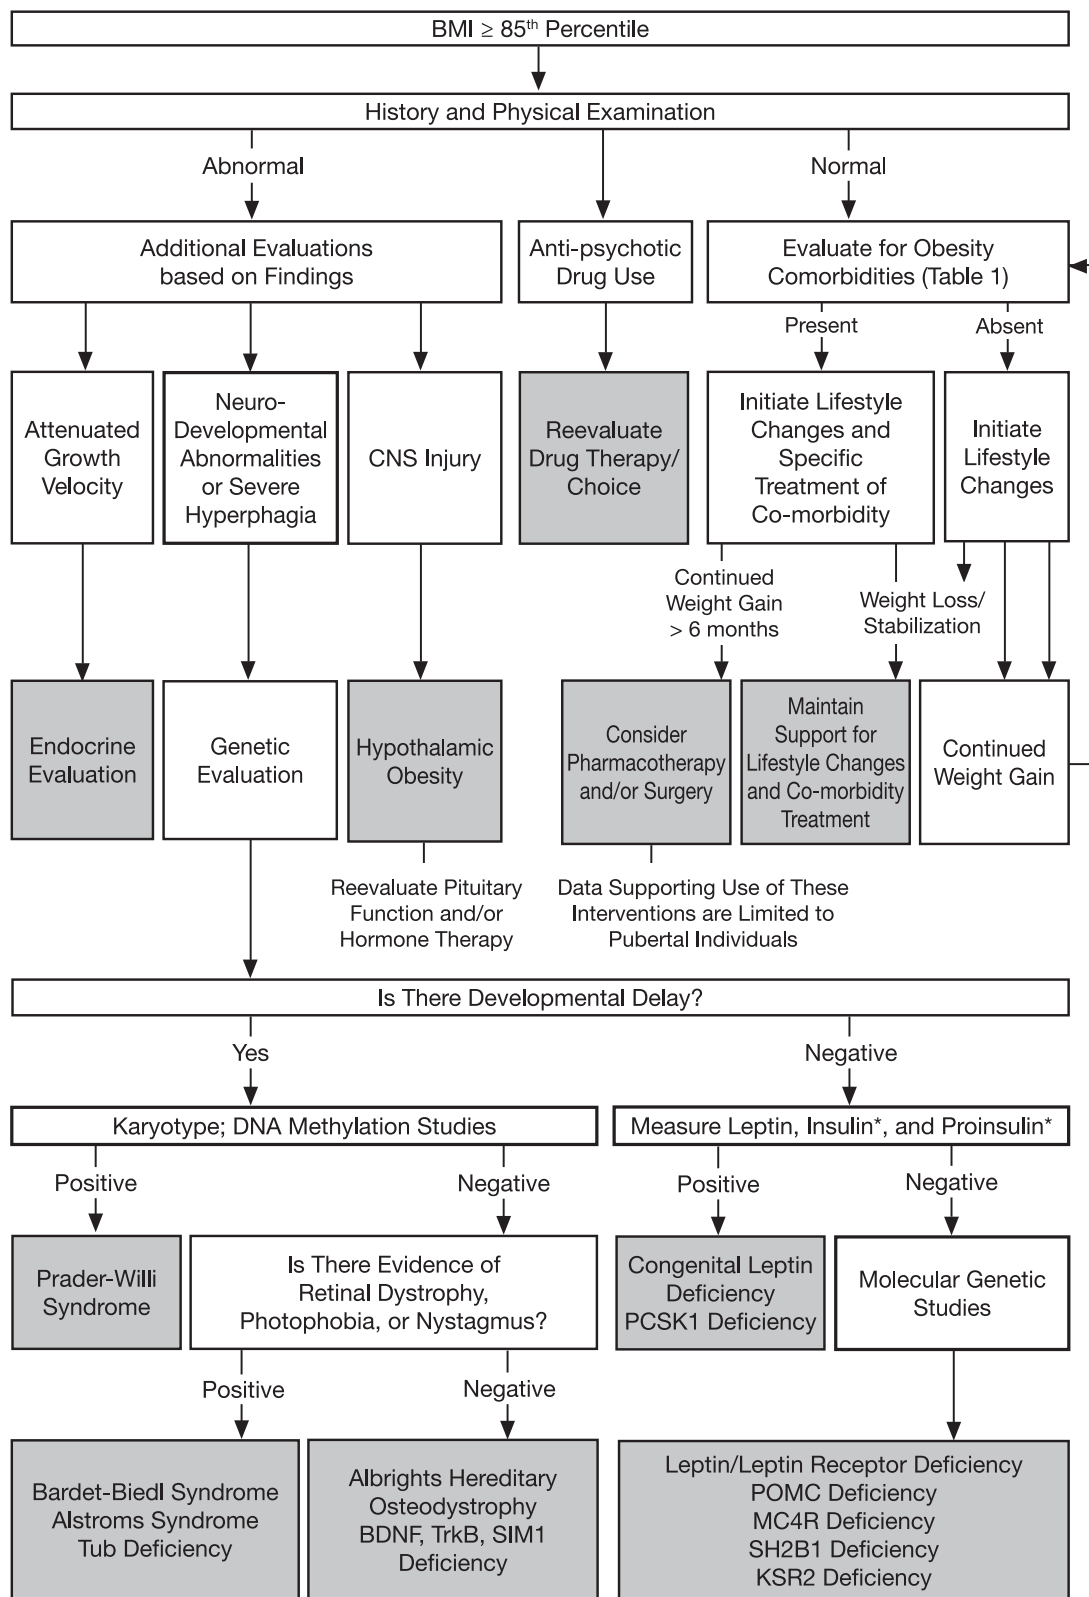 BMI ≥ 85th Percentile
History and Physical Examination
Abnormal
Normal
Additional Evaluations
based on Findings
Anti-psychotic
Drug Use
Evaluate for Obesity
Comorbidities (Table 1)
Present
Absent
Attenuated
Growth
Velocity
Neuro-
Developmental
Abnormalities
or Severe
Hyperphagia
CNS Injury
Reevaluate
Drug Therapy/
Choice
Initiate Lifestyle
Changes and
Specific
Treatment of
Co-morbidity
Initiate
Lifestyle
Changes
Continued
Weight Gain
> 6 months
Weight Loss/
Stabilization
Endocrine
Evaluation
Genetic
Evaluation
Hypothalamic
Obesity
Consider
Pharmacotherapy
and/or Surgery
Maintain
Support for
Lifestyle Changes
and Co-morbidity
Treatment
Continued
Weight Gain
Reevaluate Pituitary
Function and/or
Hormone Therapy
Data Supporting Use of These
Interventions are Limited to
Pubertal Individuals
Is There Developmental Delay?
Yes
Negative
Karyotype; DNA Methylation Studies
Measure Leptin, Insulin*, and Proinsulin*
Positive
Negative
Positive
Negative
Prader-Willi
Syndrome
Is There Evidence of
Retinal Dystrophy,
Photophobia, or Nystagmus?
Congenital Leptin
Deficiency
PCSK1 Deficiency
Molecular Genetic
Studies
Positive
Negative
Bardet-Biedl Syndrome
Alstroms Syndrome
Tub Deficiency
Albrights Hereditary
Osteodystrophy
BDNF, TrkB, SIM1
Deficiency
Leptin/Leptin Receptor Deficiency
POMC Deficiency
MC4R Deficiency
SH2B1 Deficiency
KSR2 Deficiency